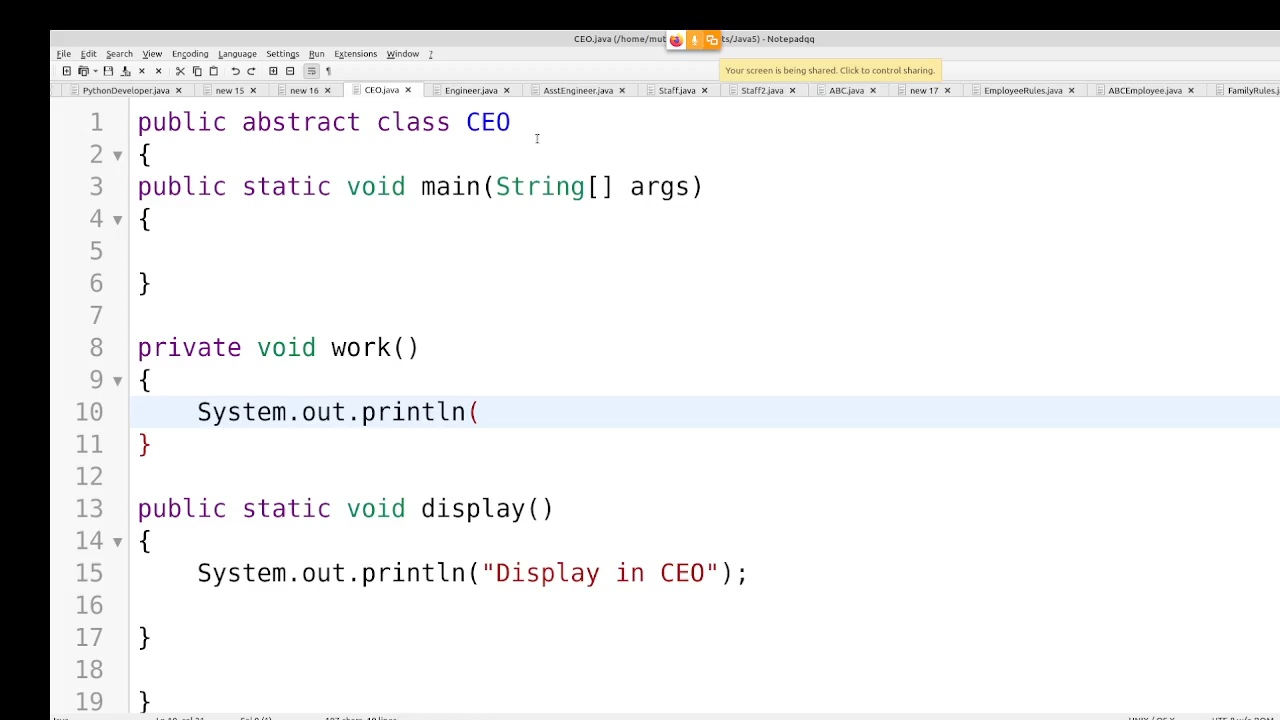 CEO.java (/home/mut ts/Java5) - Notepadqq
File Edit Search View Encoding Language Settings Run Extensions Window ?
Your screen is being shared. Click to control sharing.
PythonDeveloper.java new 15 new 16 CEO.java Engineer.java AsstEngineer.java Staff.java Staff2.java ABC.java new 17 EmployeeRules.java ABCEmployee.java FamilyRules.j
1 public abstract class CEO
2 {
3 public static void main(String[] args)
4 {
5
6 }
7
8 private void work()
9 {
10 System.out.println(
11 }
12
13 public static void display()
14 {
15 System.out.println("Display in CEO");
16
17 }
18
19 }